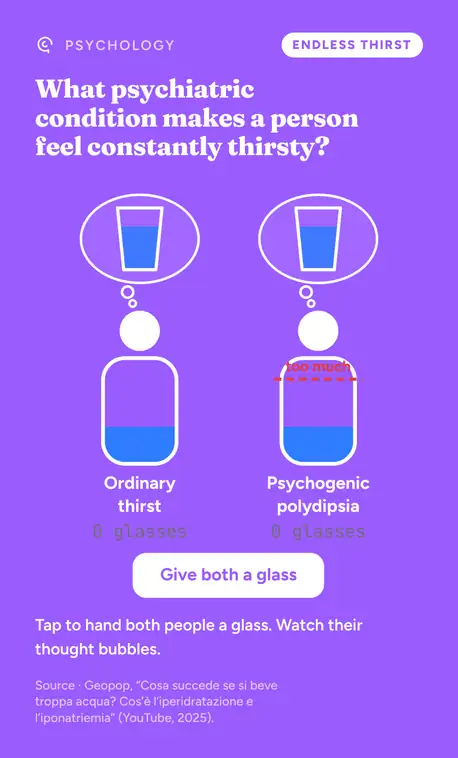 PSYCHOLOGY
ENDLESS THIRST
What psychiatric
condition makes a person
feel constantly thirsty?
too much
Ordinary
thirst
Psychogenic
polydipsia
0 glasses
0 glasses
Give both a glass
Tap to hand both people a glass. Watch their
thought bubbles.
Source · Geopop, “Cosa succede se si beve
troppa acqua? Cos’è l’iperidratazione e
l’iponatriemia” (YouTube, 2025).